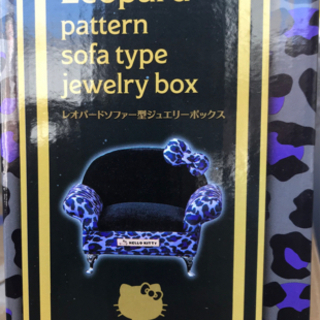 Leopard
pattern
sofa type
jewelry box
レオパードソファー型ジュエリーボックス
HELLO KITTY